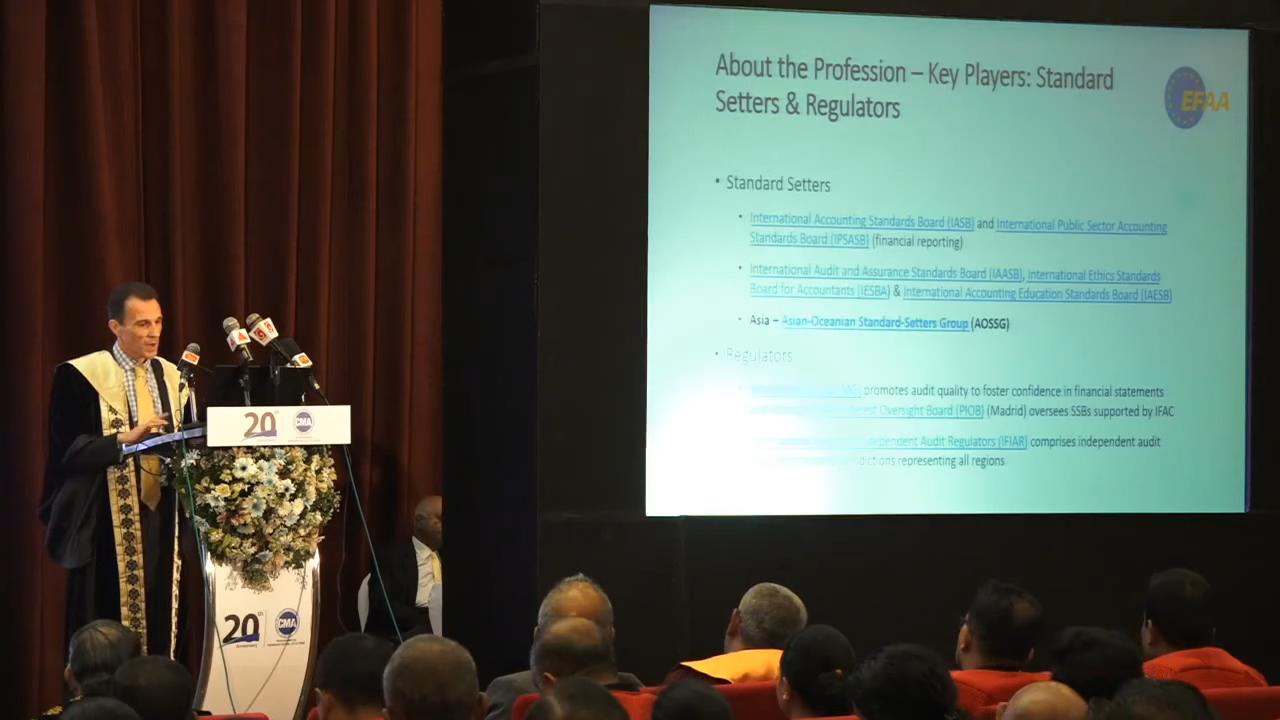 About the Profession – Key Players: Standard
Setters & Regulators
EFAA
• Standard Setters
• International Accounting Standards Board (IASB) and International Public Sector Accounting
Standards Board (IPSASB) (financial reporting)
• International Audit and Assurance Standards Board (IAASB), International Ethics Standards
Board for Accountants (IESBA) & International Accounting Education Standards Board (IAESB)
• Asia – Asian-Oceanian Standard-Setters Group (AOSSG)
• Regulators
promotes audit quality to foster confidence in financial statements
Oversight Board (PIOB) (Madrid) oversees SSBs supported by IFAC
Audit Regulators (IFIAR) comprises independent audit
representing all regions
20th
CMA
20th
Anniversary
CMA